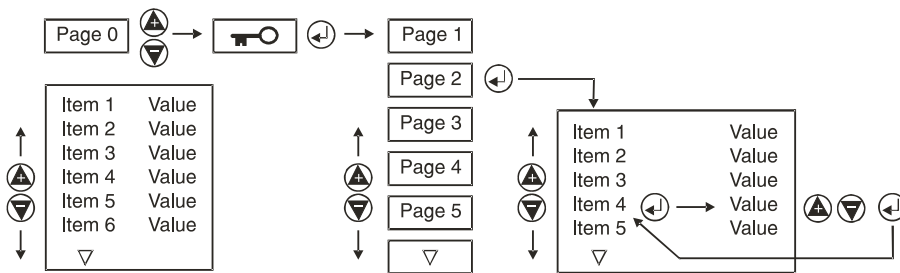 Page 0
Page 1
Page 2
Page 3
Page 4
Page 5
Item 1 Value
Item 2 Value
Item 3 Value
Item 4 Value
Item 5 Value
Item 6 Value
Item 1 Value
Item 2 Value
Item 3 Value
Item 4 Value
Item 5 Value